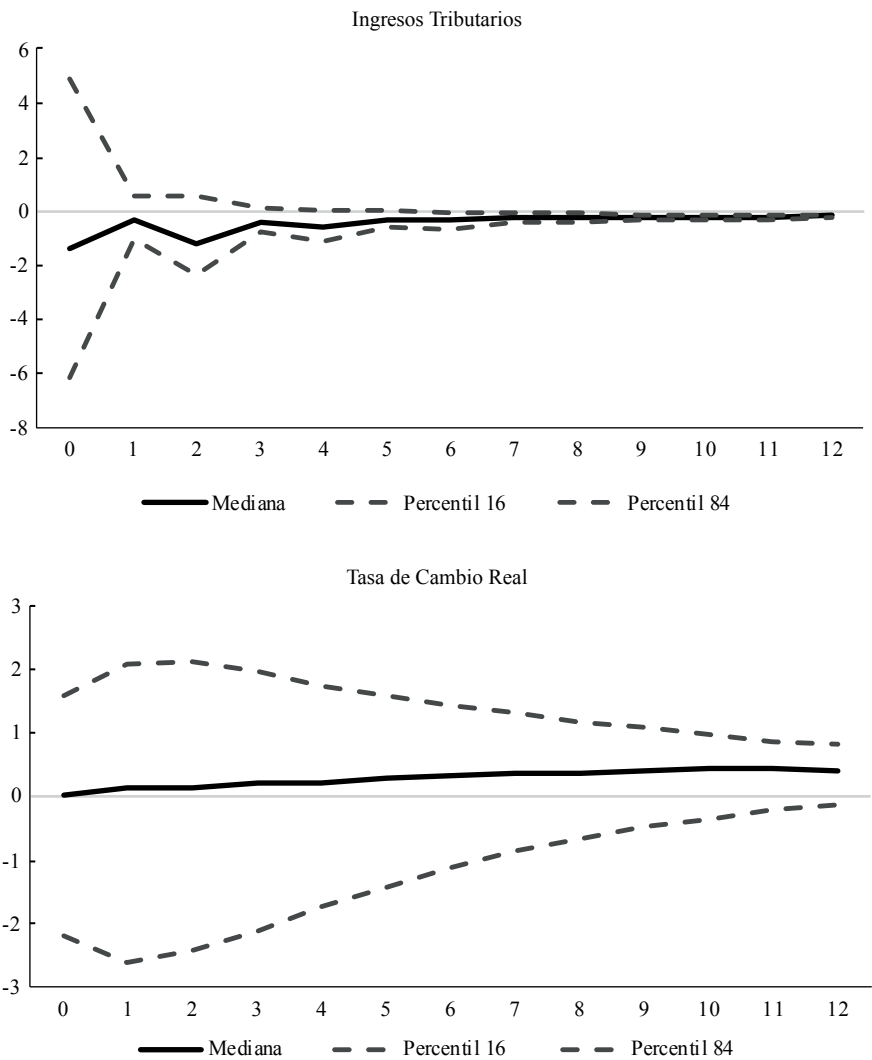 Ingresos Tributarios
6
4
2
0
-2
-4
-6
-8
0 1 2 3 4 5 6 7 8 9 10 11 12
Mediana Percentil 16 Percentil 84
Tasa de Cambio Real
3
2
1
0
-1
-2
-3
0 1 2 3 4 5 6 7 8 9 10 11 12
Mediana Percentil 16 Percentil 84